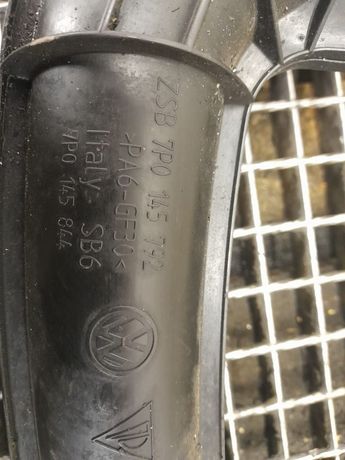 ZSB 7P0 145 792
>PA6-GF30<
Italy SB6
7P0 145 844